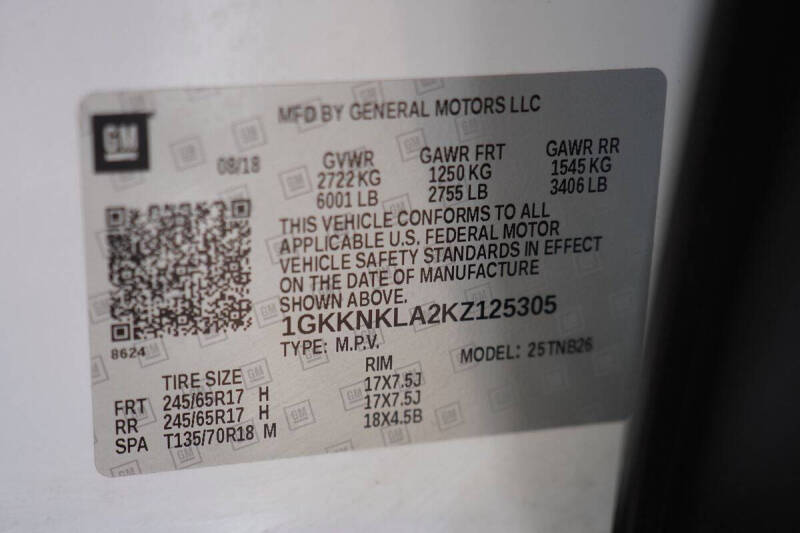 MFD BY GENERAL MOTORS LLC
GM
08/18
GVWR GAWR FRT GAWR RR
2722 KG 1250 KG 1545 KG
6001 LB 2755 LB 3406 LB
THIS VEHICLE CONFORMS TO ALL
APPLICABLE U.S. FEDERAL MOTOR
VEHICLE SAFETY STANDARDS IN EFFECT
ON THE DATE OF MANUFACTURE
SHOWN ABOVE.
1GKKNKLA2KZ125305
8624
TYPE: M.P.V. MODEL: 25TNB26
TIRE SIZE RIM
FRT 245/65R17 H 17X7.5J
RR 245/65R17 H 17X7.5J
SPA T135/70R18 M 18X4.5B